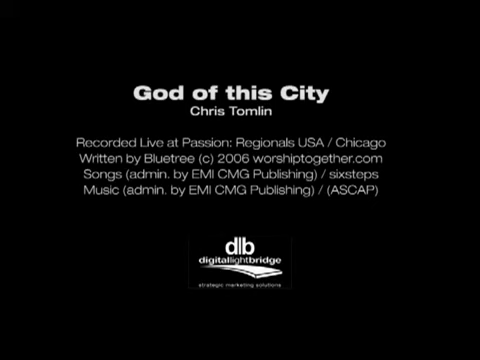 God of this City
Chris Tomlin
Recorded Live at Passion: Regionals USA / Chicago
Written by Bluetree (c) 2006 worshiptogether.com
Songs (admin. by EMI CMG Publishing) / sixsteps
Music (admin. by EMI CMG Publishing) / (ASCAP)
dlb
digitallightbridge
strategic marketing solutions